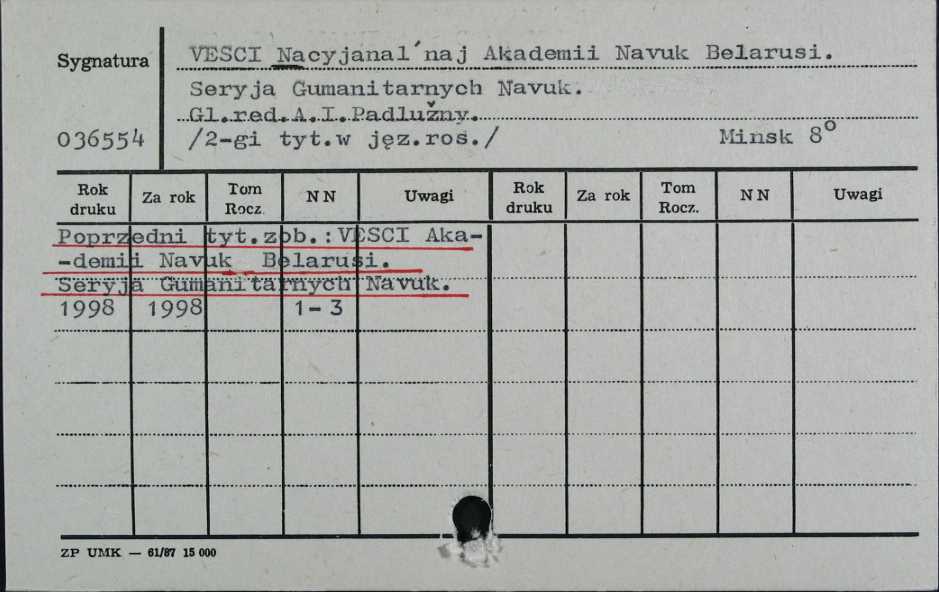 Sygnatura
VESCI Nacyjanal´naj Akademii Navuk Belarusi.
Seryja Gumanitarnych Navuk.
Gl.red.A.I.Padlužny.
036554 /2-gi tyt.w jęz.ros./ Minsk 8°
Rok druku Za rok Tom Rocz. NN Uwagi Rok druku Za rok Tom Rocz. NN Uwagi
Poprzedni tyt.zob.:VESCI Aka-
-demii Navuk Belarusi.
Seryja Gumanitarnych Navuk.
1998 1998 1-3
ZP UMK — 61/87 15 000